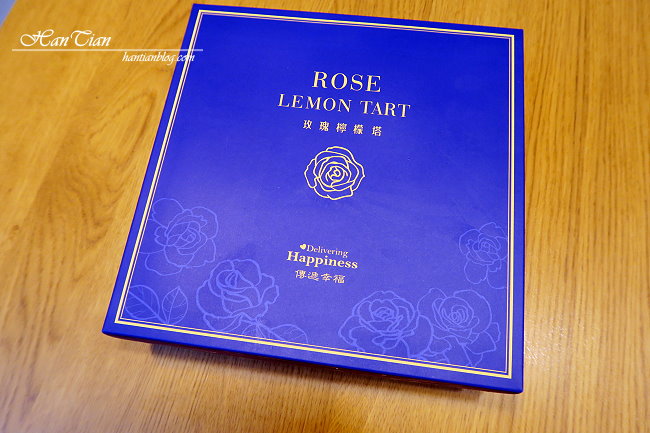 HanTian
hantianblog.com
ROSE
LEMON TART
玫瑰檸檬塔
Delivering
Happiness
傳遞幸福